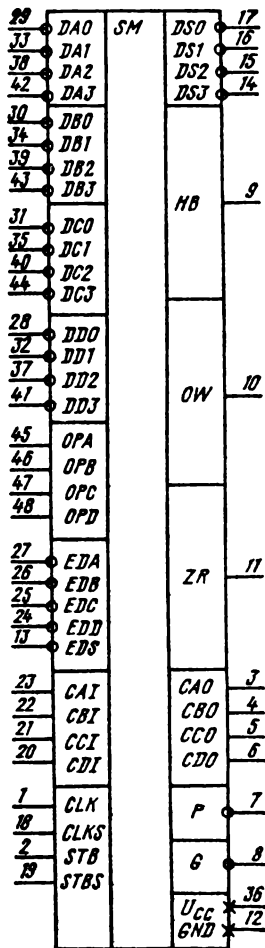 29 DA0 SM DS0 17
33 DA1 DS1 16
38 DA2 DS2 15
42 DA3 DS3 14
30 DB0
34 DB1
39 DB2
43 DB3
MB 9
31 DC0
35 DC1
40 DC2
44 DC3
28 DD0
32 DD1
37 DD2
41 DD3
OW 10
45 OPA
46 OPB
47 OPC
48 OPD
27 EDA
26 EDB
25 EDC
24 EDD
13 EDS
ZR 11
23 CAI CAO 3
22 CBI CBO 4
21 CCI CCO 5
20 CDI CDO 6
1 CLK P 7
18 CLKS
2 STB G 8
19 STBS
UCC 36
GND 12